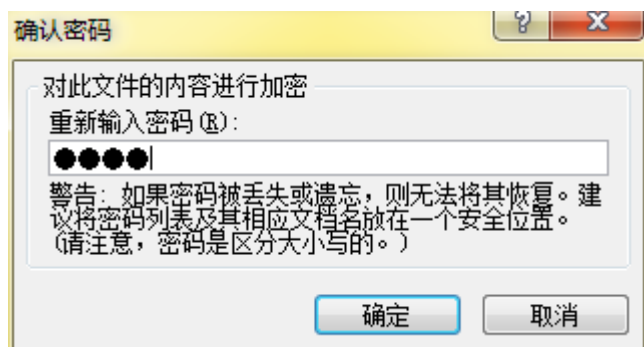 确认密码
对此文件的内容进行加密
重新输入密码(R):
●●●●
警告: 如果密码被丢失或遗忘，则无法将其恢复。建
议将密码列表及其相应文档名放在一个安全位置。
(请注意，密码是区分大小写的。)
确定
取消